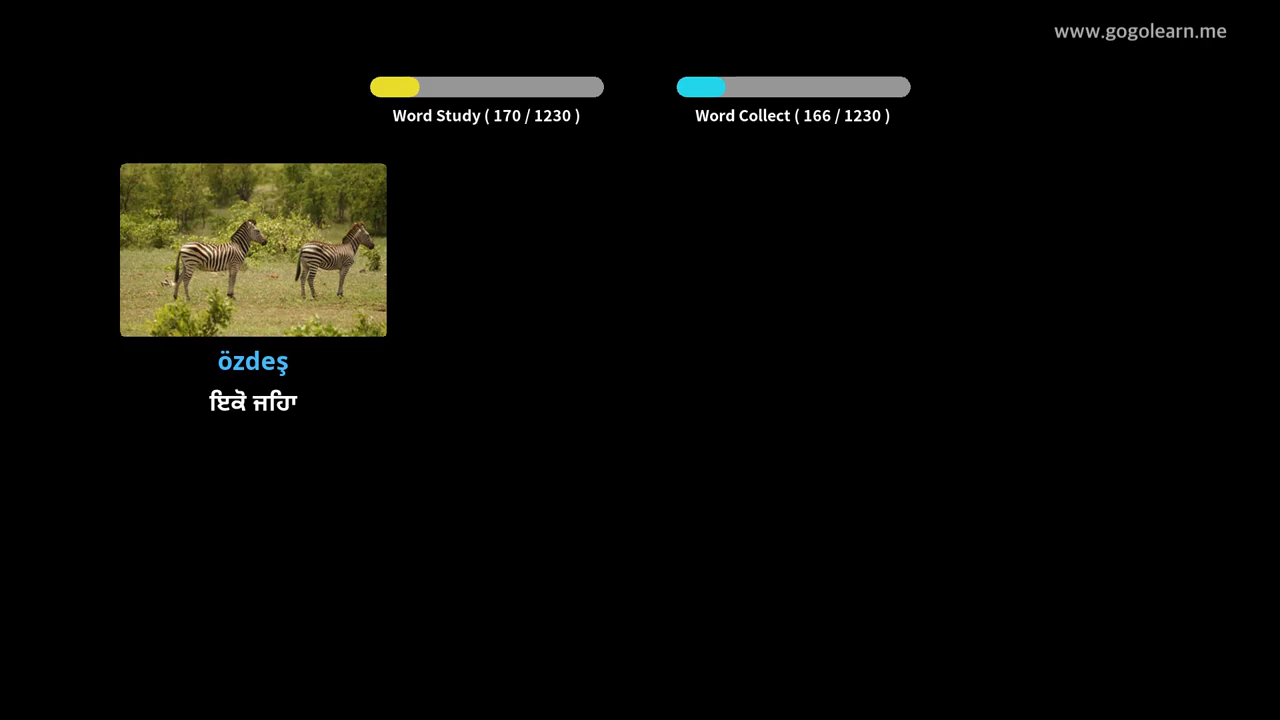 www.gogolearn.me
Word Study ( 170 / 1230 )
Word Collect ( 166 / 1230 )
özdeş
ਇਕੋ ਜਹਿਾ